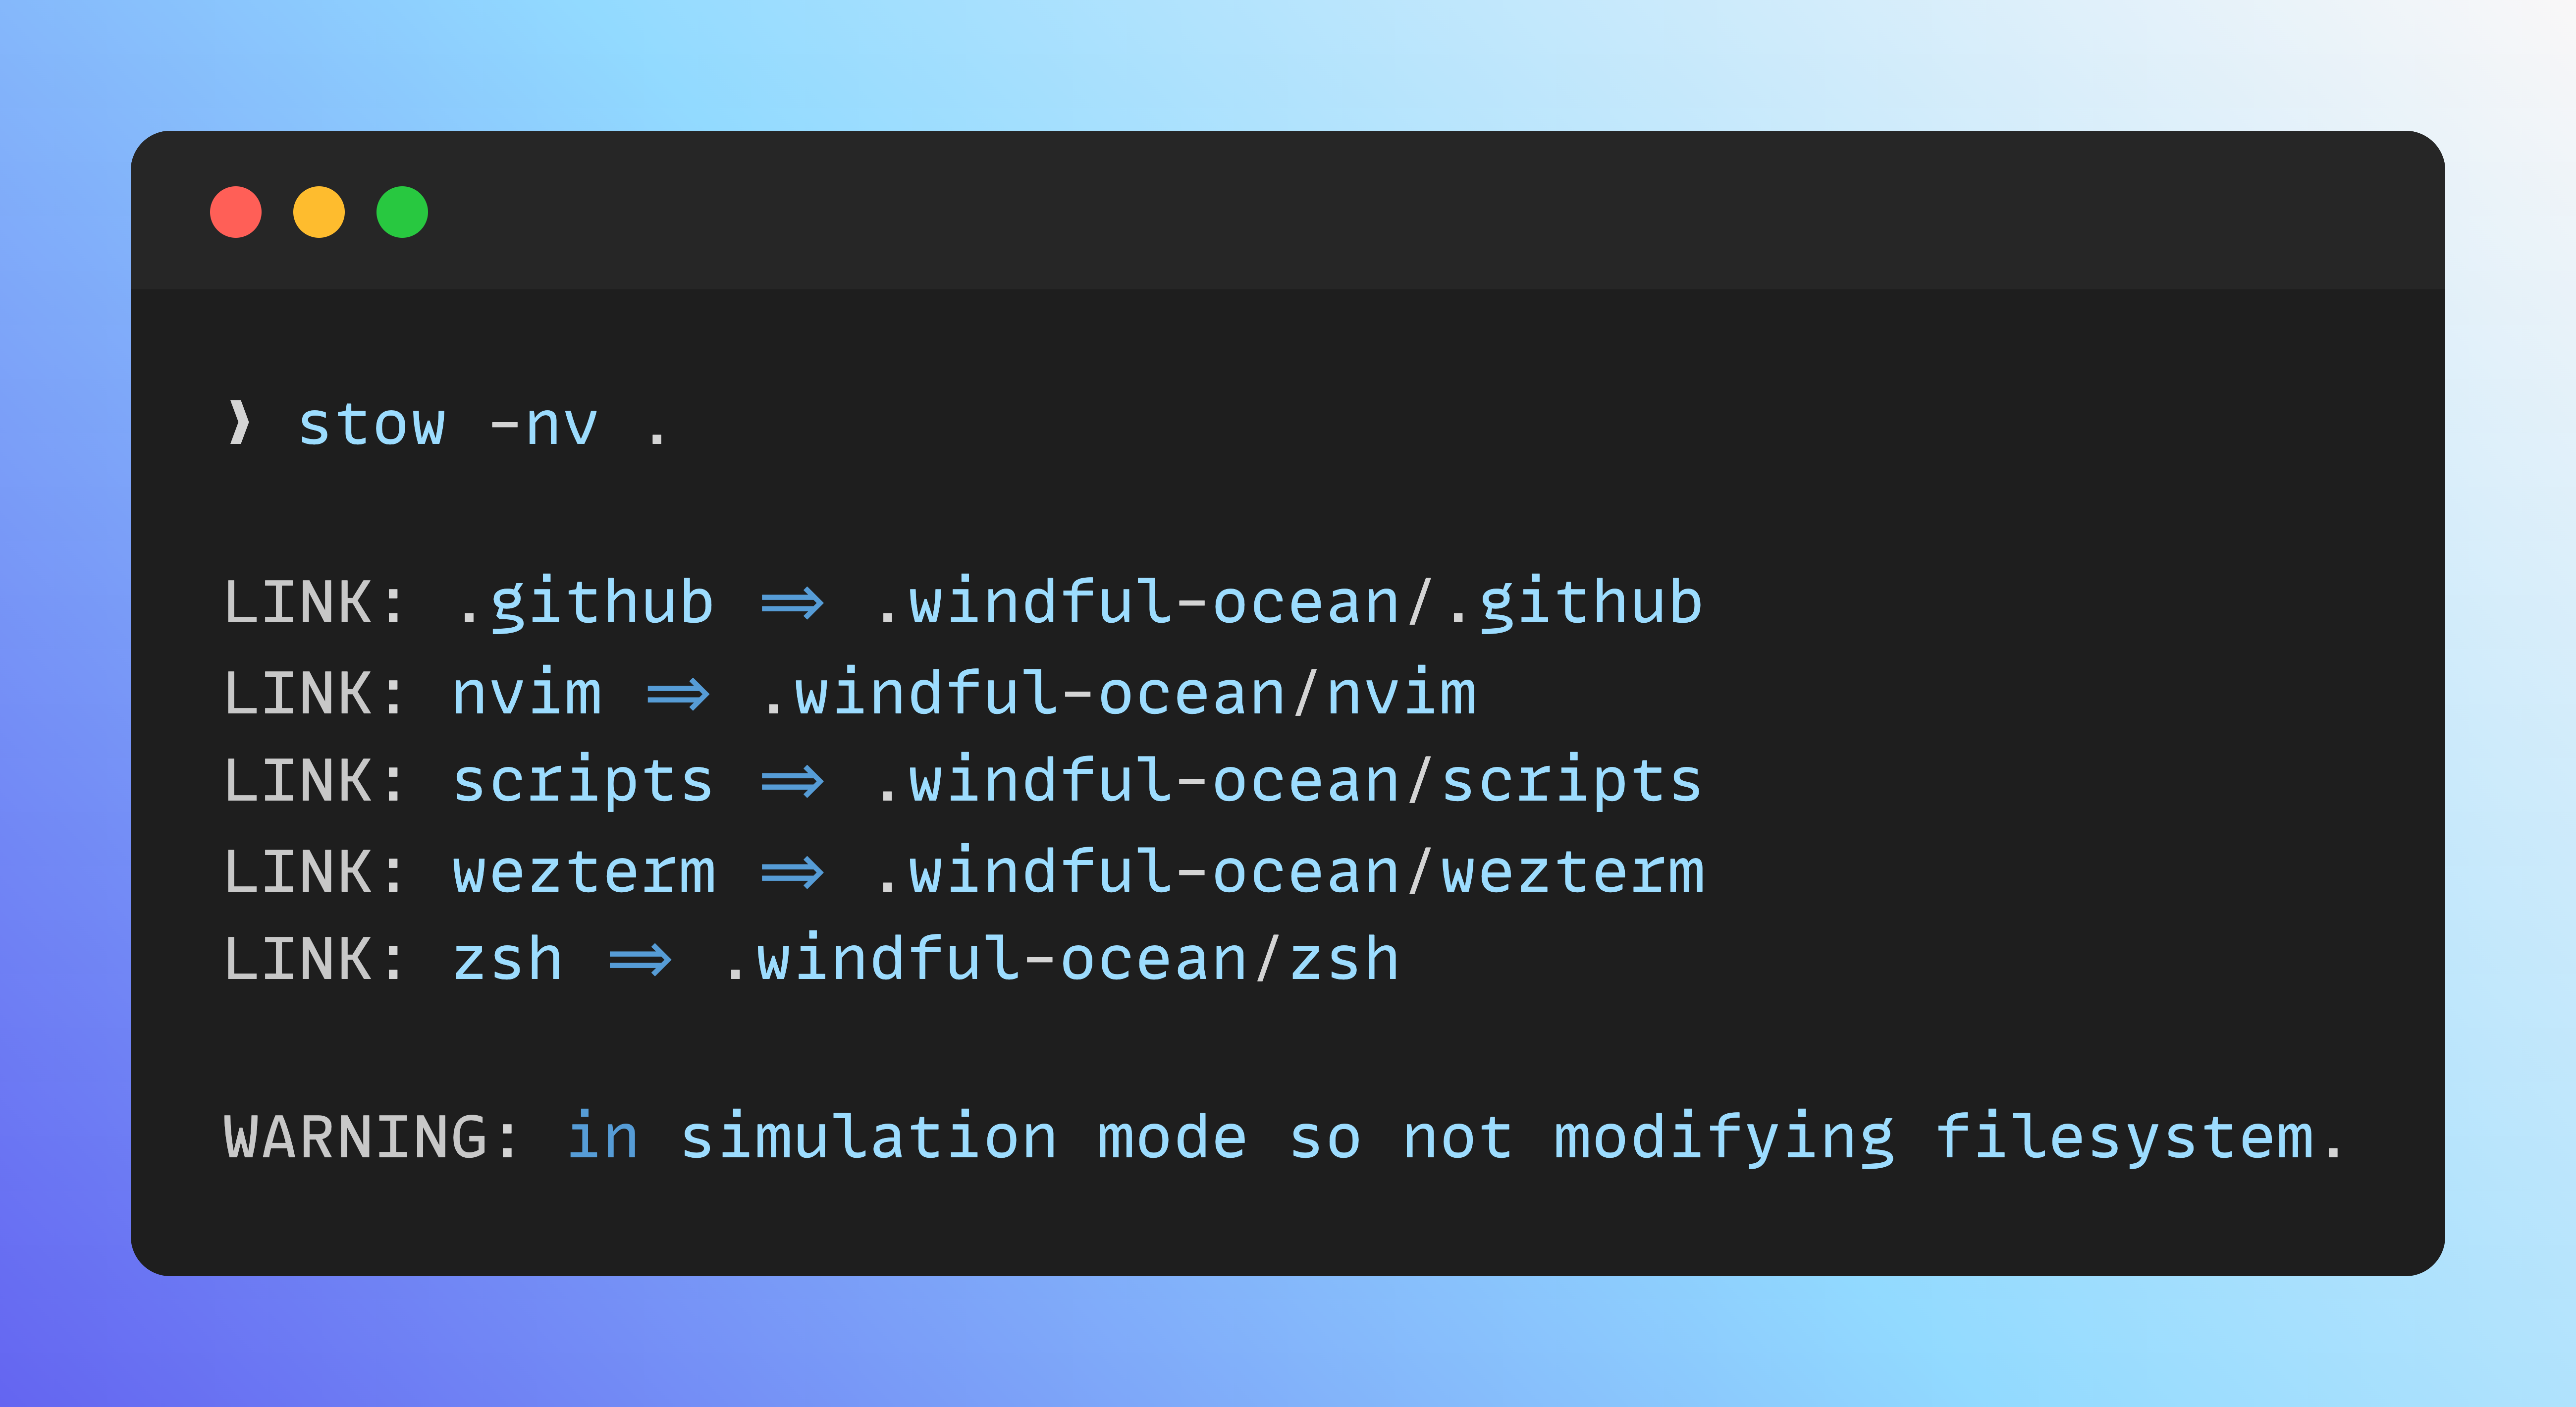 ❯ stow -nv .
LINK: .github => .windful-ocean/.github
LINK: nvim => .windful-ocean/nvim
LINK: scripts => .windful-ocean/scripts
LINK: wezterm => .windful-ocean/wezterm
LINK: zsh => .windful-ocean/zsh
WARNING: in simulation mode so not modifying filesystem.